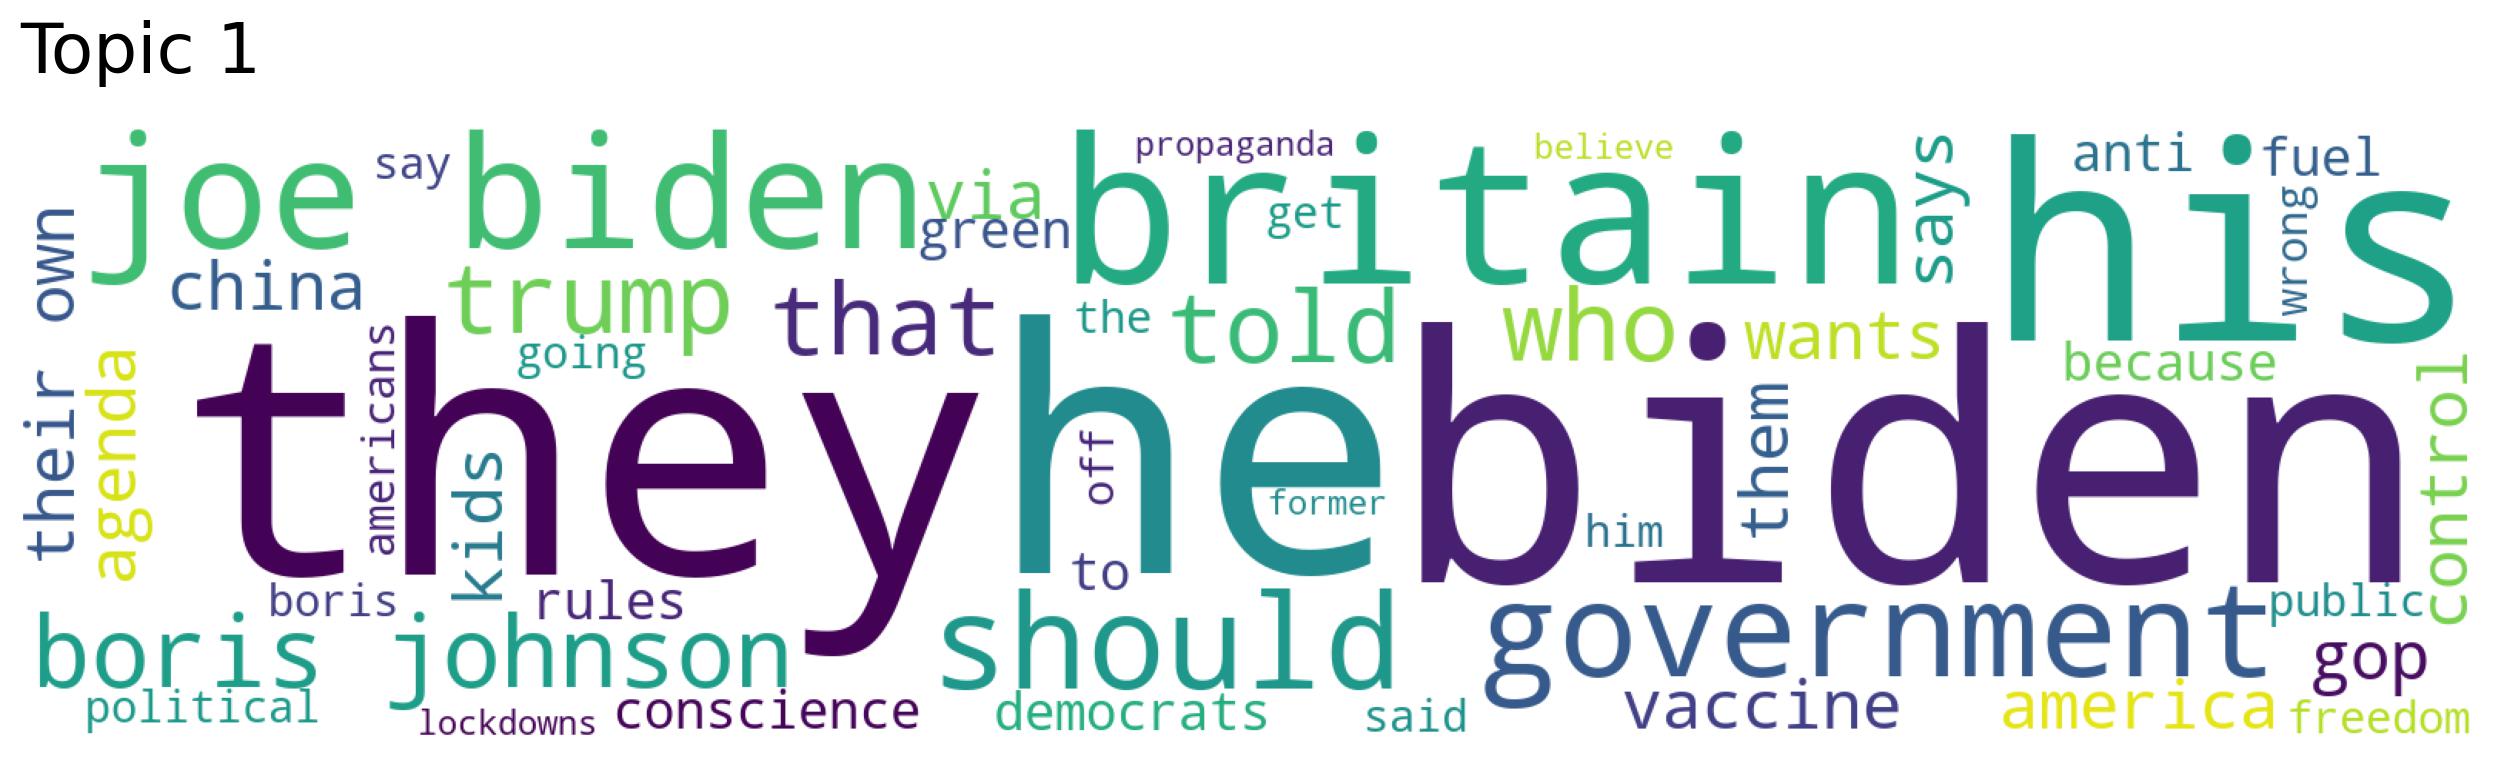 Topic 1
joe biden
say
via
green
britain
propaganda
get
believe
says
his
anti
fuel
wrong
their own
china
trump
going
that
the
told
who
wants
because
control
agenda
americans
they
kids
he
off
former
to
biden
him
them
boris
rules
boris johnson
should
government
public
gop
political
lockdowns
conscience
democrats
said
vaccine
america
freedom